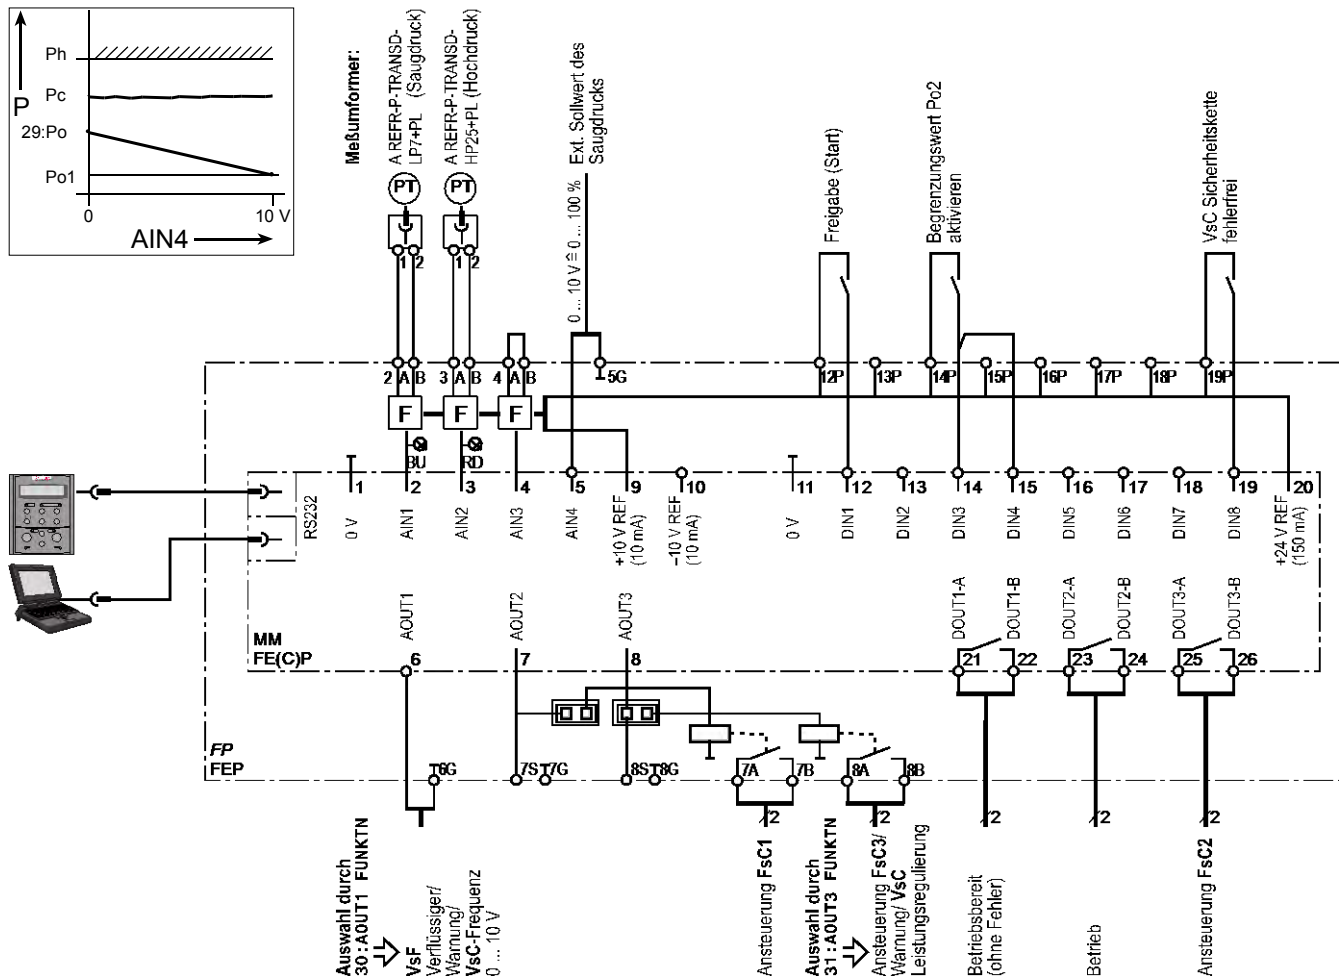 P
Ph
Pc
29:Po
Po1
0
10 V
AIN4
Meßumformer:
A REFR-P-TRANSD-
LP7+PL (Saugdruck)
A REFR-P-TRANSD-
HP25+PL (Hochdruck)
PT
PT
1 2
1 2
0 ... 10 V ≙ 0 ... 100 %
Ext. Sollwert des
Saugdrucks
Freigabe (Start)
Begrenzungswert Po2
aktivieren
VsC Sicherheitskette
fehlerfrei
2 A B
3 A B
4 A B
5G
12P
13P
14P
15P
16P
17P
18P
19P
F
F
F
BU
RD
RS232
1
2
3
4
5
9
10
11
12
13
14
15
16
17
18
19
20
0 V
AIN1
AIN2
AIN3
AIN4
+10 V REF
(10 mA)
-10 V REF
(10 mA)
0 V
DIN1
DIN2
DIN3
DIN4
DIN5
DIN6
DIN7
DIN8
+24 V REF
(150 mA)
MM
FE(C)P
AOUT1
AOUT2
AOUT3
DOUT1-A
DOUT1-B
DOUT2-A
DOUT2-B
DOUT3-A
DOUT3-B
6
7
8
21
22
23
24
25
26
FP
FEP
6G
7S
7G
8S
8G
7A
7B
8A
8B
2
2
2
2
2
Auswahl durch
30:AOUT1 FUNKTN
VsF
Verflüssiger/
Warnung/
VsC-Frequenz
0 ... 10 V
Ansteuerung FsC1
Auswahl durch
31:AOUT3 FUNKTN
Ansteuerung FsC3/
Warnung/ VsC
Leistungsregulierung
Betriebsbereit
(ohne Fehler)
Betrieb
Ansteuerung FsC2